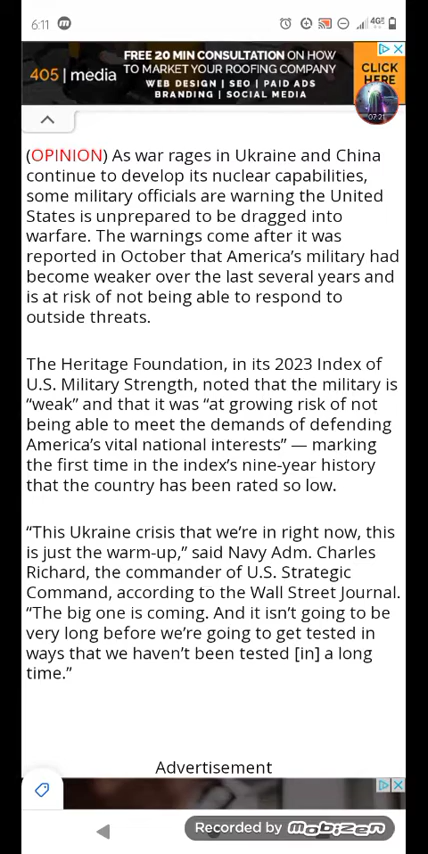 6:11
4GE
FREE 20 MIN CONSULTATION ON HOW
TO MARKET YOUR ROOFING COMPANY
WEB DESIGN | SEO | PAID ADS
BRANDING | SOCIAL MEDIA
405 | media
CLICK
HERE
07:21
(OPINION) As war rages in Ukraine and China
continue to develop its nuclear capabilities,
some military officials are warning the United
States is unprepared to be dragged into
warfare. The warnings come after it was
reported in October that America’s military had
become weaker over the last several years and
is at risk of not being able to respond to
outside threats.
The Heritage Foundation, in its 2023 Index of
U.S. Military Strength, noted that the military is
“weak” and that it was “at growing risk of not
being able to meet the demands of defending
America’s vital national interests” — marking
the first time in the index’s nine-year history
that the country has been rated so low.
“This Ukraine crisis that we’re in right now, this
is just the warm-up,” said Navy Adm. Charles
Richard, the commander of U.S. Strategic
Command, according to the Wall Street Journal.
“The big one is coming. And it isn’t going to be
very long before we’re going to get tested in
ways that we haven’t been tested [in] a long
time.”
Advertisement
Recorded by mobizen